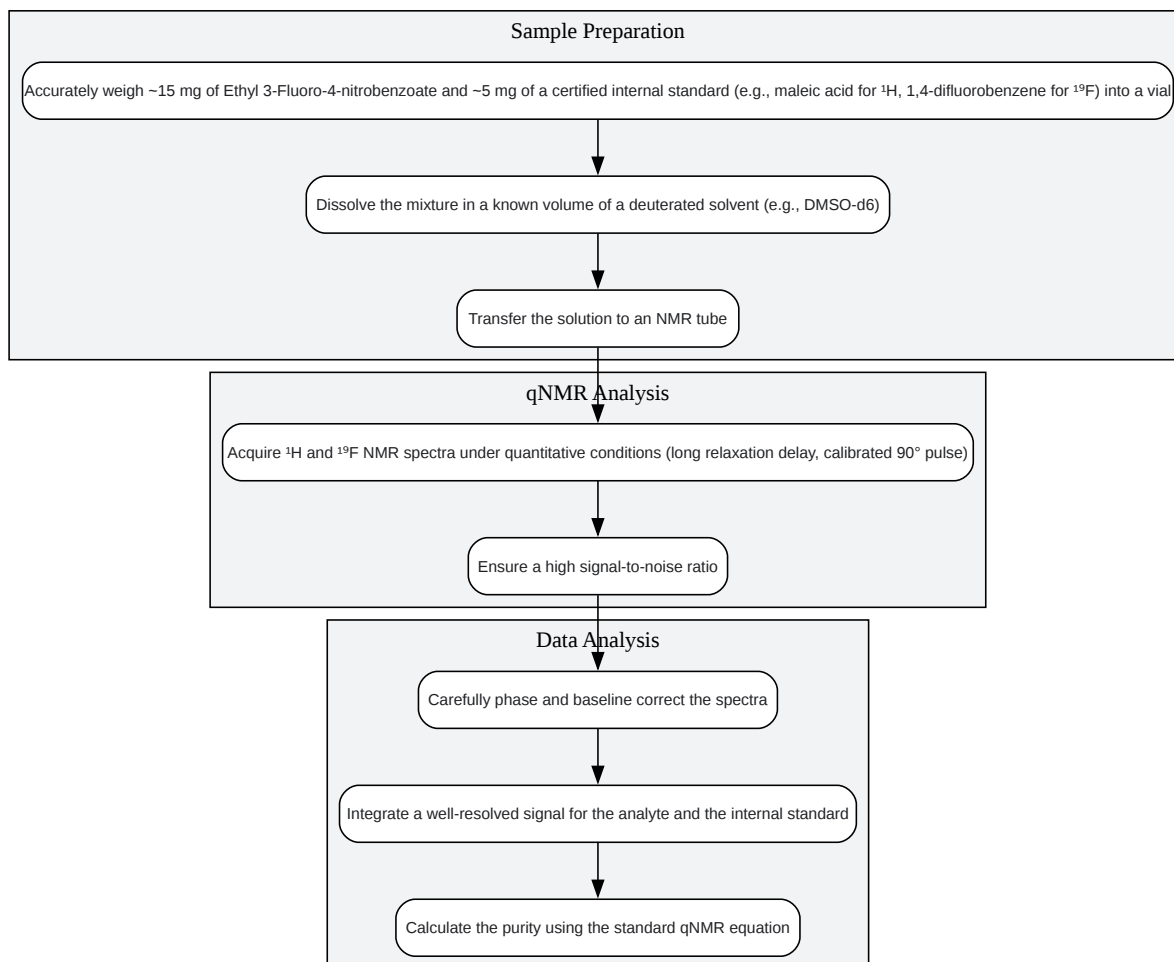 Sample Preparation
Accurately weigh ~15 mg of Ethyl 3-Fluoro-4-nitrobenzoate and ~5 mg of a certified internal standard (e.g., maleic acid for ¹H, 1,4-difluorobenzene for ¹⁹F) into a vial
Dissolve the mixture in a known volume of a deuterated solvent (e.g., DMSO-d6)
Transfer the solution to an NMR tube
qNMR Analysis
Acquire ¹H and ¹⁹F NMR spectra under quantitative conditions (long relaxation delay, calibrated 90° pulse)
Ensure a high signal-to-noise ratio
Data Analysis
Carefully phase and baseline correct the spectra
Integrate a well-resolved signal for the analyte and the internal standard
Calculate the purity using the standard qNMR equation